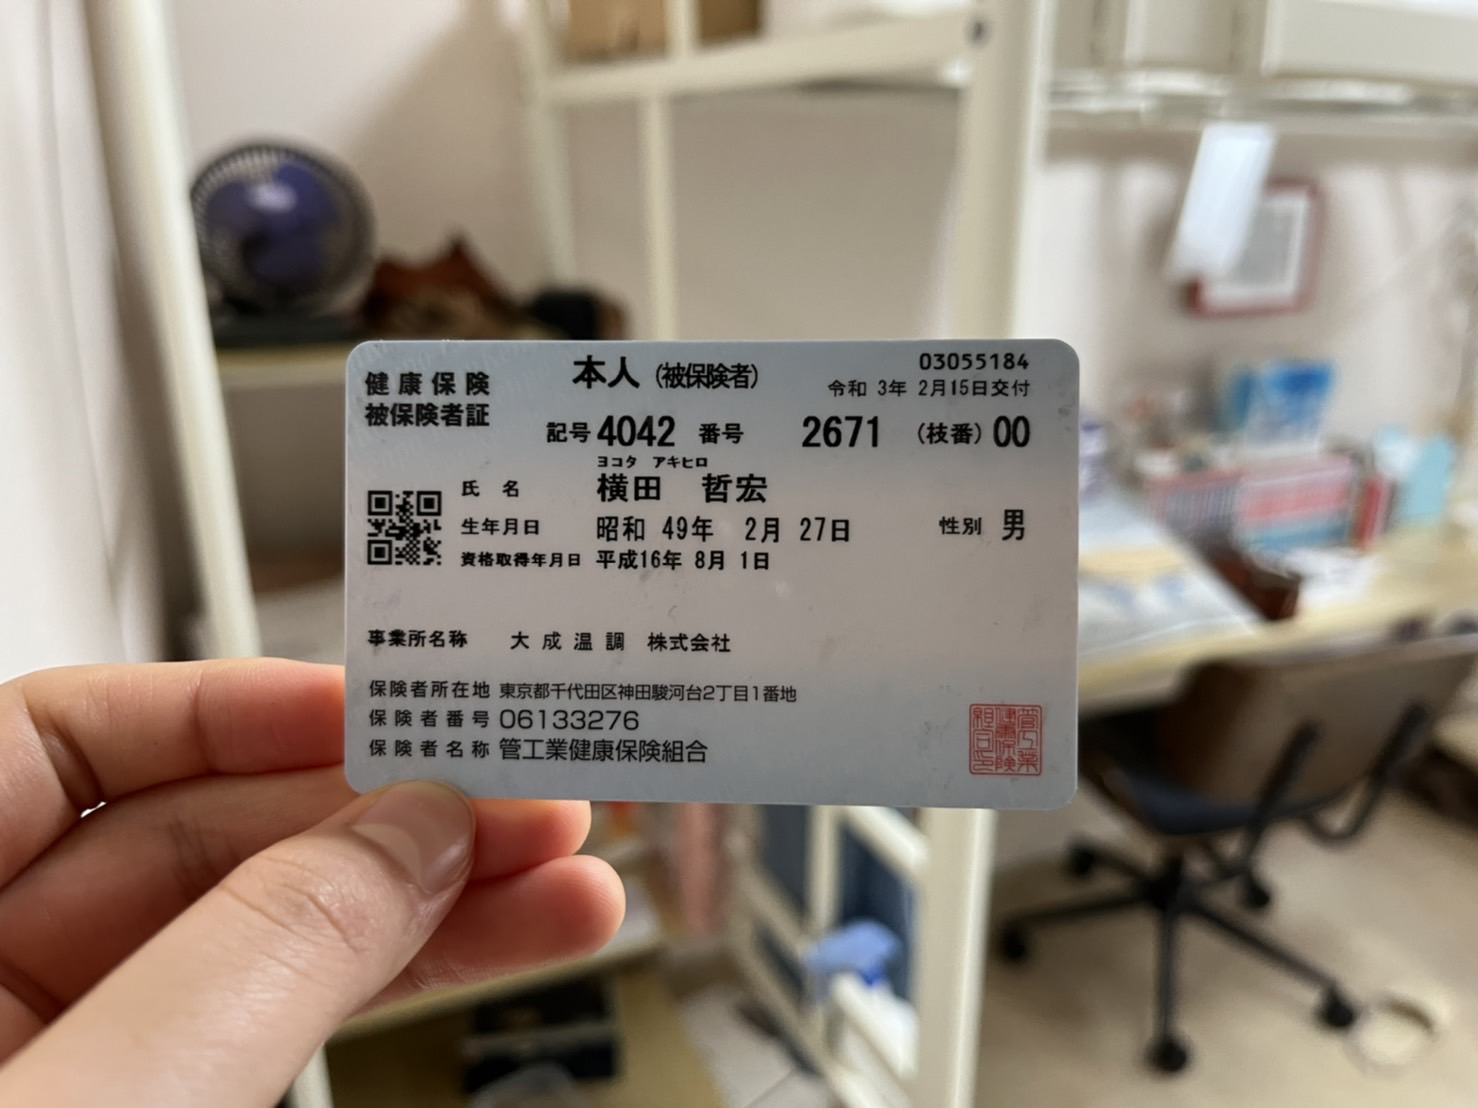 健康保険
被保険者証
本人（被保険者）
03055184
令和 3年 2月15日交付
記号 4042 番号 2671 （枝番）00
ヨコタ アキヒロ
氏名 横田 哲宏
生年月日 昭和 49年 2月 27日 性別 男
資格取得年月日 平成16年 8月 1日
事業所名称 大成温調 株式会社
保険者所在地 東京都千代田区神田駿河台2丁目1番地
保険者番号 06133276
保険者名称 管工業健康保険組合